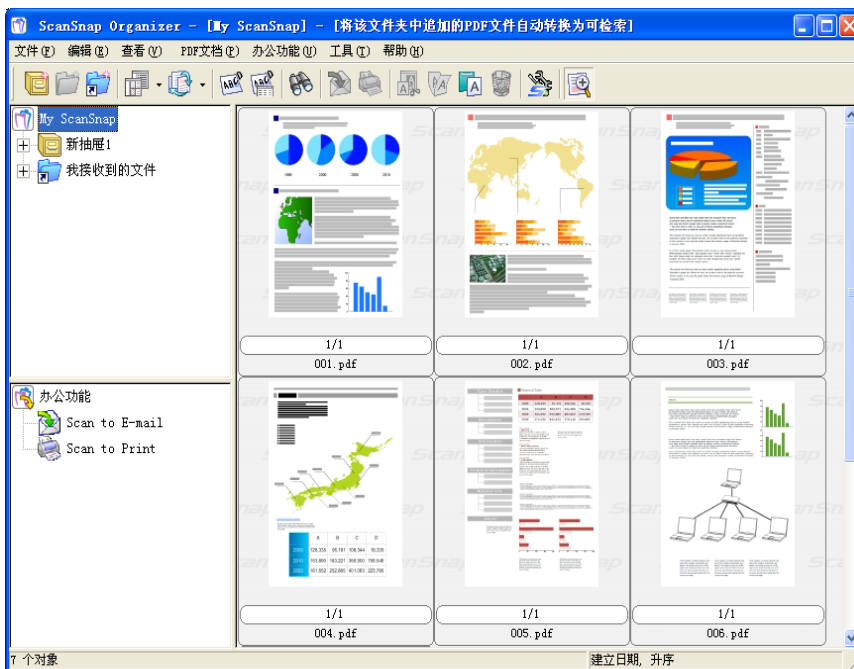 ScanSnap Organizer - [My ScanSnap] - [将该文件夹中追加的PDF文件自动转换为可检索]
文件(F) 编辑(E) 查看(V) PDF文档(P) 办公功能(U) 工具(T) 帮助(H)
My ScanSnap
新抽屉1
我接收到的文件
办公功能
Scan to E-mail
Scan to Print
1/1
001.pdf
1/1
002.pdf
1/1
003.pdf
A B C D
1/1
004.pdf
1/1
005.pdf
1/1
006.pdf
7 个对象
建立日期, 升序